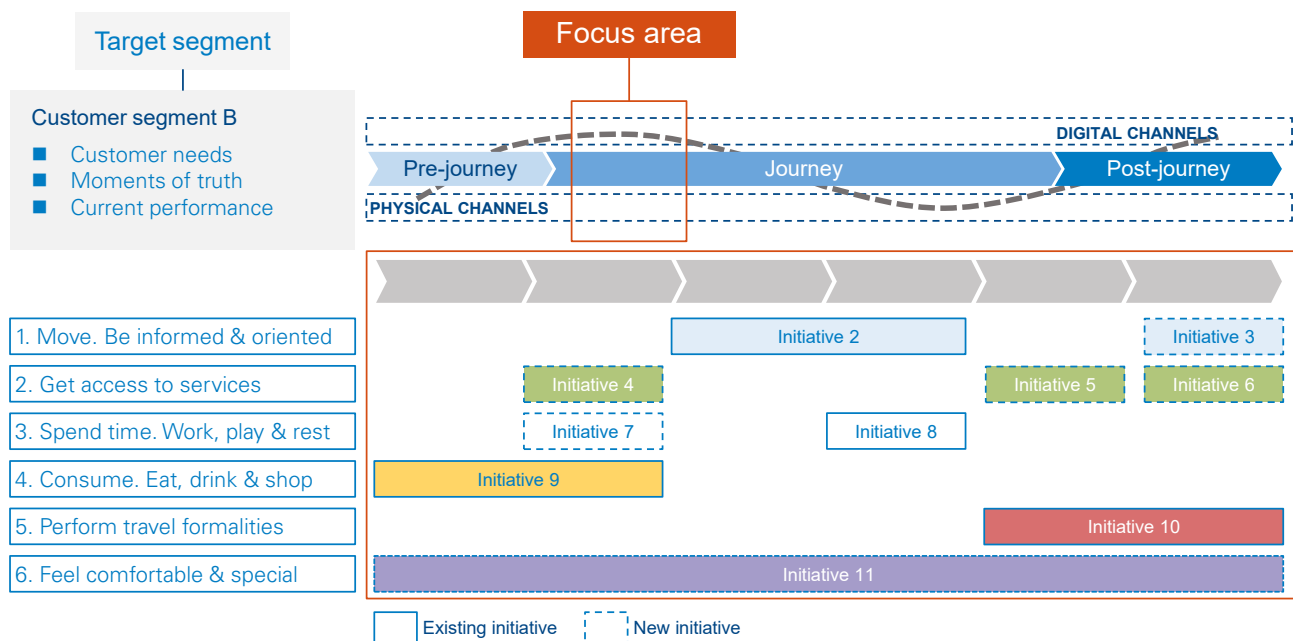 Target segment
Focus area
Customer segment B
Customer needs
Moments of truth
Current performance
DIGITAL CHANNELS
Pre-journey
Journey
Post-journey
PHYSICAL CHANNELS
1. Move. Be informed & oriented
Initiative 2
Initiative 3
2. Get access to services
Initiative 4
Initiative 5
Initiative 6
3. Spend time. Work, play & rest
Initiative 7
Initiative 8
4. Consume. Eat, drink & shop
Initiative 9
5. Perform travel formalities
Initiative 10
6. Feel comfortable & special
Initiative 11
Existing initiative
New initiative